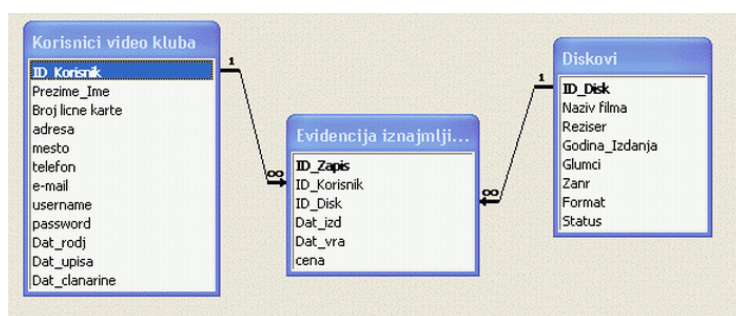 Korisnici video kluba
ID_Korisnik
Prezime_Ime
Broj licne karte
adresa
mesto
telefon
e-mail
username
password
Dat_rodj
Dat_upisa
Dat_clanarine
1
∞
Evidencija iznajmlji...
ID_Zapis
ID_Korisnik
ID_Disk
Dat_izd
Dat_vra
cena
∞
1
Diskovi
ID_Disk
Naziv filma
Reziser
Godina_Izdanja
Glumci
Zanr
Format
Status